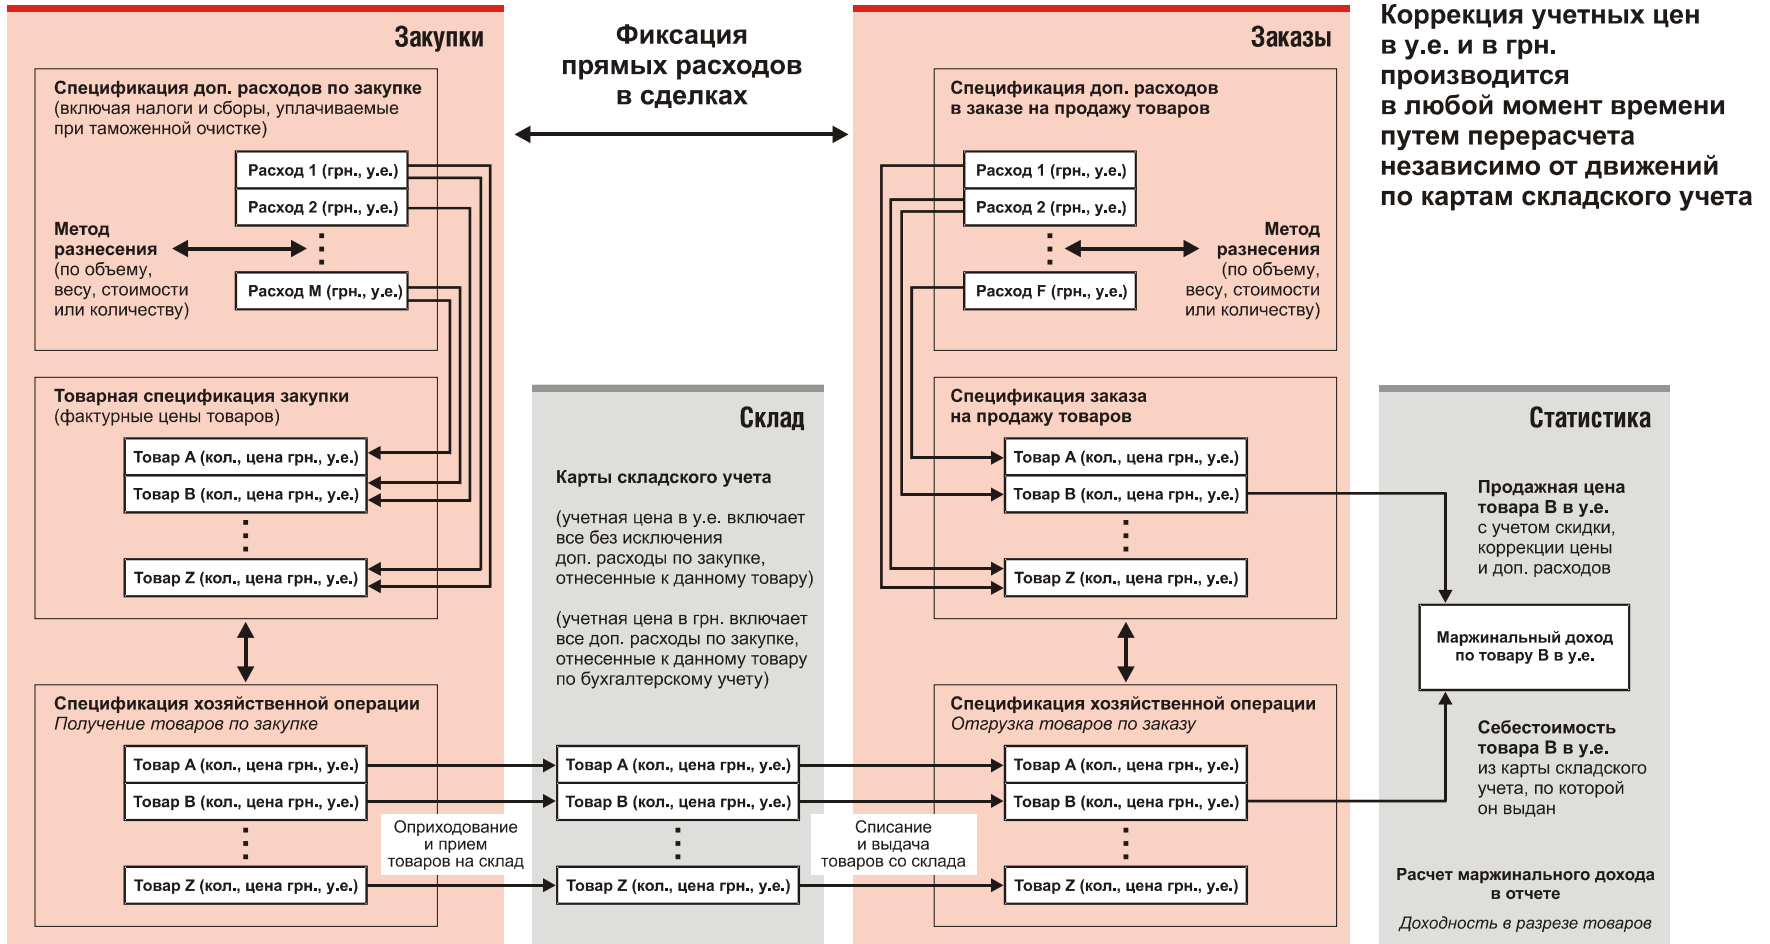 Закупки
Спецификация доп. расходов по закупке
(включая налоги и сборы, уплачиваемые
при таможенной очистке)
Расход 1 (грн., у.е.)
Расход 2 (грн., у.е.)
Метод
разнесения
(по объему,
весу, стоимости
или количеству)
Расход M (грн., у.е.)
Товарная спецификация закупки
(фактурные цены товаров)
Товар A (кол., цена грн., у.е.)
Товар B (кол., цена грн., у.е.)
Товар Z (кол., цена грн., у.е.)
Спецификация хозяйственной операции
Получение товаров по закупке
Товар A (кол., цена грн., у.е.)
Товар B (кол., цена грн., у.е.)
Товар Z (кол., цена грн., у.е.)
Оприходование
и прием
товаров на склад
Фиксация
прямых расходов
в сделках
Склад
Карты складского учета
(учетная цена в у.е. включает
все без исключения
доп. расходы по закупке,
отнесенные к данному товару)
(учетная цена в грн. включает
все доп. расходы по закупке,
отнесенные к данному товару
по бухгалтерскому учету)
Товар A (кол., цена грн., у.е.)
Товар B (кол., цена грн., у.е.)
Товар Z (кол., цена грн., у.е.)
Списание
и выдача
товаров со склада
Заказы
Спецификация доп. расходов
в заказе на продажу товаров
Расход 1 (грн., у.е.)
Расход 2 (грн., у.е.)
Расход F (грн., у.е.)
Метод
разнесения
(по объему,
весу, стоимости
или количеству)
Спецификация заказа
на продажу товаров
Товар A (кол., цена грн., у.е.)
Товар B (кол., цена грн., у.е.)
Товар Z (кол., цена грн., у.е.)
Спецификация хозяйственной операции
Отгрузка товаров по заказу
Товар A (кол., цена грн., у.е.)
Товар B (кол., цена грн., у.е.)
Товар Z (кол., цена грн., у.е.)
Коррекция учетных цен
в у.е. и в грн.
производится
в любой момент времени
путем перерасчета
независимо от движений
по картам складского учета
Статистика
Продажная цена
товара B в у.е.
с учетом скидки,
коррекции цены
и доп. расходов
Маржинальный доход
по товару B в у.е.
Себестоимость
товара B в у.е.
из карты складского
учета, по которой
он выдан
Расчет маржинального дохода
в отчете
Доходность в разрезе товаров